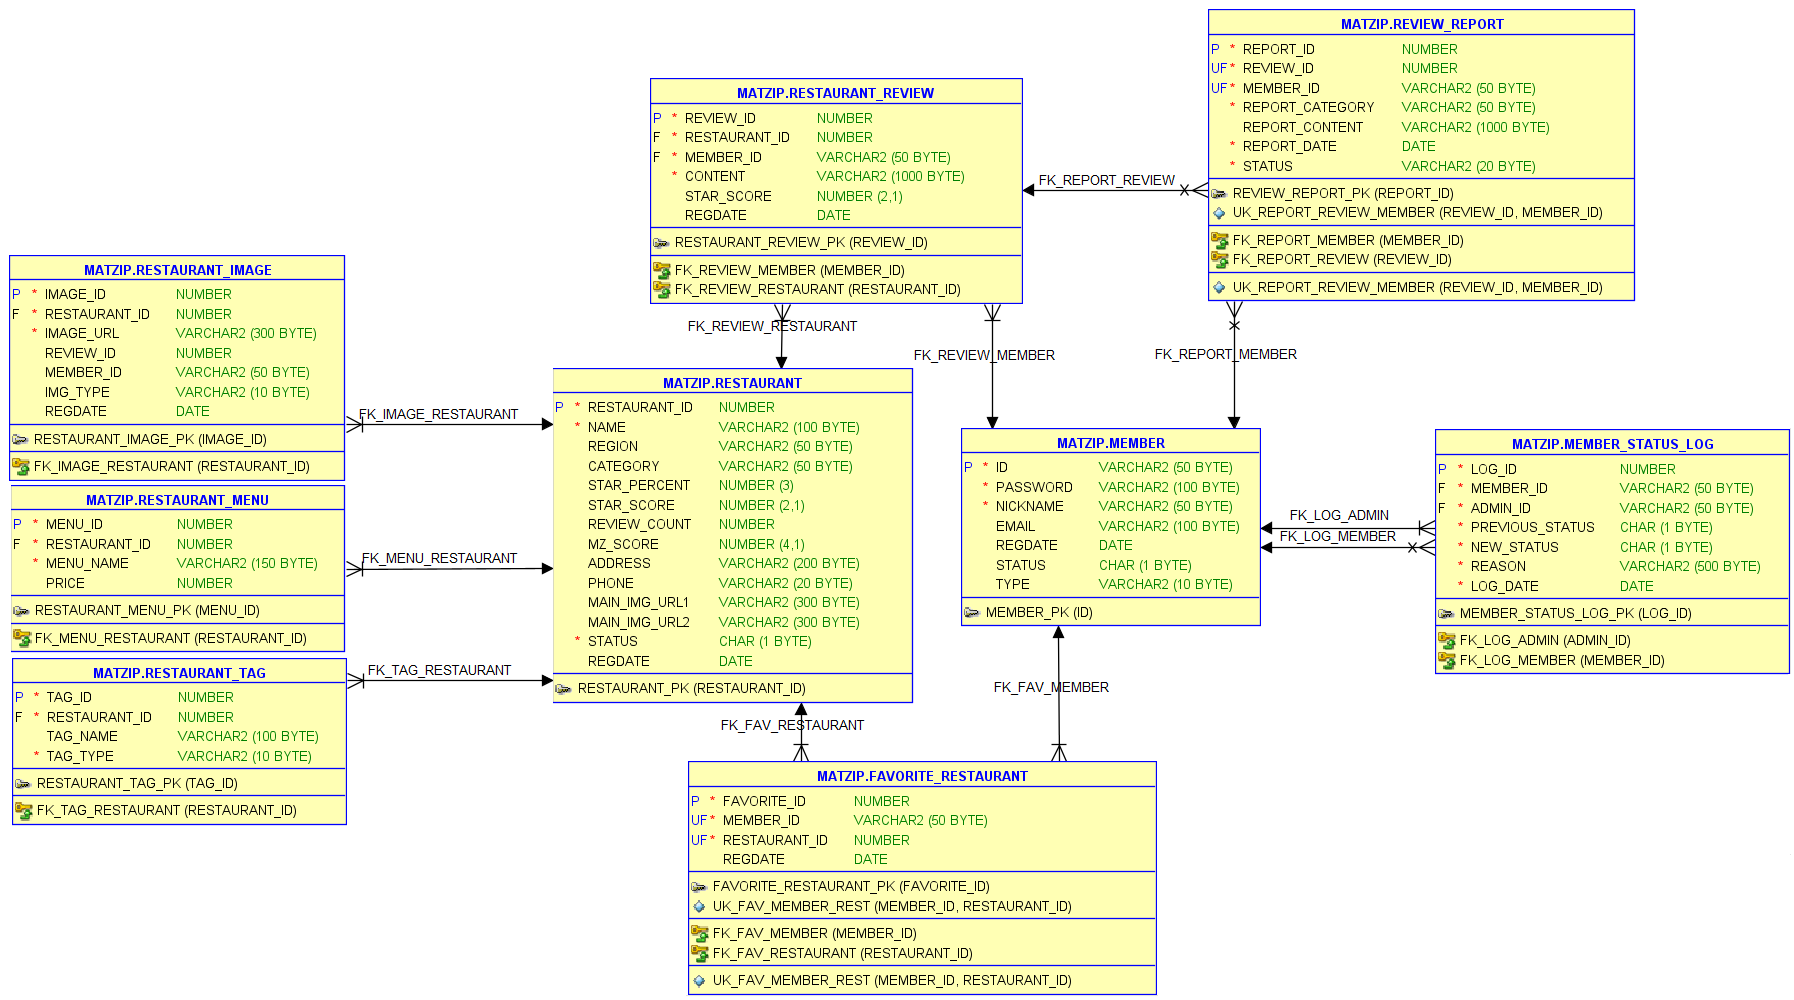 MATZIP.REVIEW_REPORT
P * REPORT_ID NUMBER
UF* REVIEW_ID NUMBER
UF* MEMBER_ID VARCHAR2 (50 BYTE)
* REPORT_CATEGORY VARCHAR2 (50 BYTE)
REPORT_CONTENT VARCHAR2 (1000 BYTE)
* REPORT_DATE DATE
* STATUS VARCHAR2 (20 BYTE)
REVIEW_REPORT_PK (REPORT_ID)
UK_REPORT_REVIEW_MEMBER (REVIEW_ID, MEMBER_ID)
FK_REPORT_MEMBER (MEMBER_ID)
FK_REPORT_REVIEW (REVIEW_ID)
UK_REPORT_REVIEW_MEMBER (REVIEW_ID, MEMBER_ID)
MATZIP.RESTAURANT_REVIEW
P * REVIEW_ID NUMBER
F * RESTAURANT_ID NUMBER
F * MEMBER_ID VARCHAR2 (50 BYTE)
* CONTENT VARCHAR2 (1000 BYTE)
STAR_SCORE NUMBER (2,1)
REGDATE DATE
RESTAURANT_REVIEW_PK (REVIEW_ID)
FK_REVIEW_MEMBER (MEMBER_ID)
FK_REVIEW_RESTAURANT (RESTAURANT_ID)
FK_REPORT_REVIEW
FK_REVIEW_RESTAURANT
FK_REVIEW_MEMBER
FK_REPORT_MEMBER
MATZIP.RESTAURANT_IMAGE
P * IMAGE_ID NUMBER
F * RESTAURANT_ID NUMBER
* IMAGE_URL VARCHAR2 (300 BYTE)
REVIEW_ID NUMBER
MEMBER_ID VARCHAR2 (50 BYTE)
IMG_TYPE VARCHAR2 (10 BYTE)
REGDATE DATE
RESTAURANT_IMAGE_PK (IMAGE_ID)
FK_IMAGE_RESTAURANT (RESTAURANT_ID)
FK_IMAGE_RESTAURANT
MATZIP.RESTAURANT_MENU
P * MENU_ID NUMBER
F * RESTAURANT_ID NUMBER
* MENU_NAME VARCHAR2 (150 BYTE)
PRICE NUMBER
RESTAURANT_MENU_PK (MENU_ID)
FK_MENU_RESTAURANT (RESTAURANT_ID)
FK_MENU_RESTAURANT
MATZIP.RESTAURANT_TAG
P * TAG_ID NUMBER
F * RESTAURANT_ID NUMBER
TAG_NAME VARCHAR2 (100 BYTE)
* TAG_TYPE VARCHAR2 (10 BYTE)
RESTAURANT_TAG_PK (TAG_ID)
FK_TAG_RESTAURANT (RESTAURANT_ID)
FK_TAG_RESTAURANT
MATZIP.RESTAURANT
P * RESTAURANT_ID NUMBER
* NAME VARCHAR2 (100 BYTE)
REGION VARCHAR2 (50 BYTE)
CATEGORY VARCHAR2 (50 BYTE)
STAR_PERCENT NUMBER (3)
STAR_SCORE NUMBER (2,1)
REVIEW_COUNT NUMBER
MZ_SCORE NUMBER (4,1)
ADDRESS VARCHAR2 (200 BYTE)
PHONE VARCHAR2 (20 BYTE)
MAIN_IMG_URL1 VARCHAR2 (300 BYTE)
MAIN_IMG_URL2 VARCHAR2 (300 BYTE)
* STATUS CHAR (1 BYTE)
REGDATE DATE
RESTAURANT_PK (RESTAURANT_ID)
MATZIP.MEMBER
P * ID VARCHAR2 (50 BYTE)
* PASSWORD VARCHAR2 (100 BYTE)
* NICKNAME VARCHAR2 (50 BYTE)
EMAIL VARCHAR2 (100 BYTE)
REGDATE DATE
STATUS CHAR (1 BYTE)
TYPE VARCHAR2 (10 BYTE)
MEMBER_PK (ID)
FK_LOG_ADMIN
FK_LOG_MEMBER
MATZIP.MEMBER_STATUS_LOG
P * LOG_ID NUMBER
F * MEMBER_ID VARCHAR2 (50 BYTE)
F * ADMIN_ID VARCHAR2 (50 BYTE)
* PREVIOUS_STATUS CHAR (1 BYTE)
* NEW_STATUS CHAR (1 BYTE)
* REASON VARCHAR2 (500 BYTE)
* LOG_DATE DATE
MEMBER_STATUS_LOG_PK (LOG_ID)
FK_LOG_ADMIN (ADMIN_ID)
FK_LOG_MEMBER (MEMBER_ID)
FK_FAV_RESTAURANT
FK_FAV_MEMBER
MATZIP.FAVORITE_RESTAURANT
P * FAVORITE_ID NUMBER
UF* MEMBER_ID VARCHAR2 (50 BYTE)
UF* RESTAURANT_ID NUMBER
REGDATE DATE
FAVORITE_RESTAURANT_PK (FAVORITE_ID)
UK_FAV_MEMBER_REST (MEMBER_ID, RESTAURANT_ID)
FK_FAV_MEMBER (MEMBER_ID)
FK_FAV_RESTAURANT (RESTAURANT_ID)
UK_FAV_MEMBER_REST (MEMBER_ID, RESTAURANT_ID)